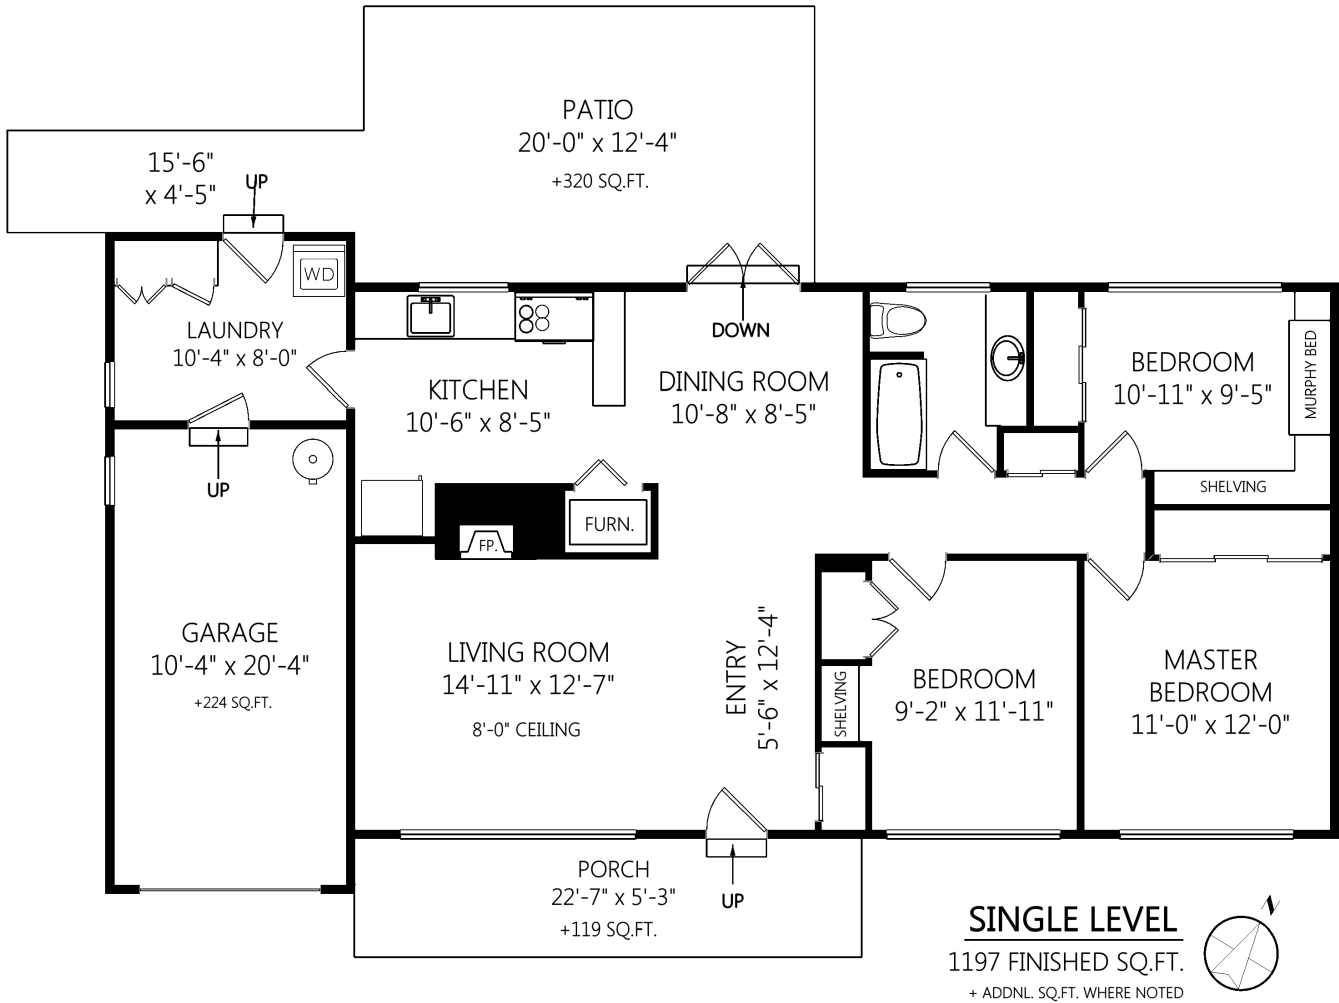 PATIO
20'-0" x 12'-4"
+320 SQ.FT.
15'-6"
x 4'-5"
UP
WD
LAUNDRY
10'-4" x 8'-0"
DOWN
KITCHEN
10'-6" x 8'-5"
DINING ROOM
10'-8" x 8'-5"
BEDROOM
10'-11" x 9'-5"
MURPHY BED
SHELVING
UP
FP.
FURN.
GARAGE
10'-4" x 20'-4"
+224 SQ.FT.
LIVING ROOM
14'-11" x 12'-7"
8'-0" CEILING
ENTRY
5'-6" x 12'-4"
SHELVING
BEDROOM
9'-2" x 11'-11"
MASTER
BEDROOM
11'-0" x 12'-0"
PORCH
22'-7" x 5'-3"
+119 SQ.FT.
UP
N
SINGLE LEVEL
1197 FINISHED SQ.FT.
+ ADDNL. SQ.FT. WHERE NOTED